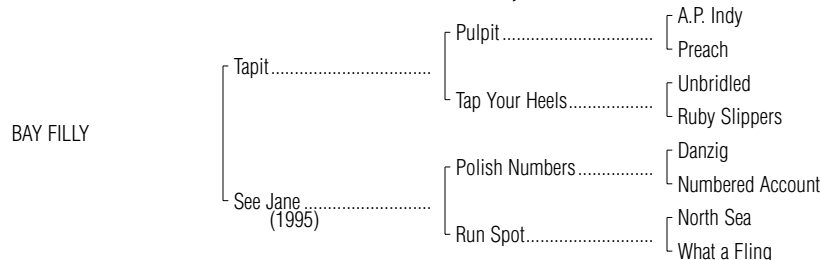 A.P. Indy
Pulpit................................
Preach
Tapit..................................
Unbridled
Tap Your Heels..................
Ruby Slippers
BAY FILLY
Danzig
Polish Numbers................
Numbered Account
See Jane...........................
(1995)
North Sea
Run Spot...........................
What a Fling